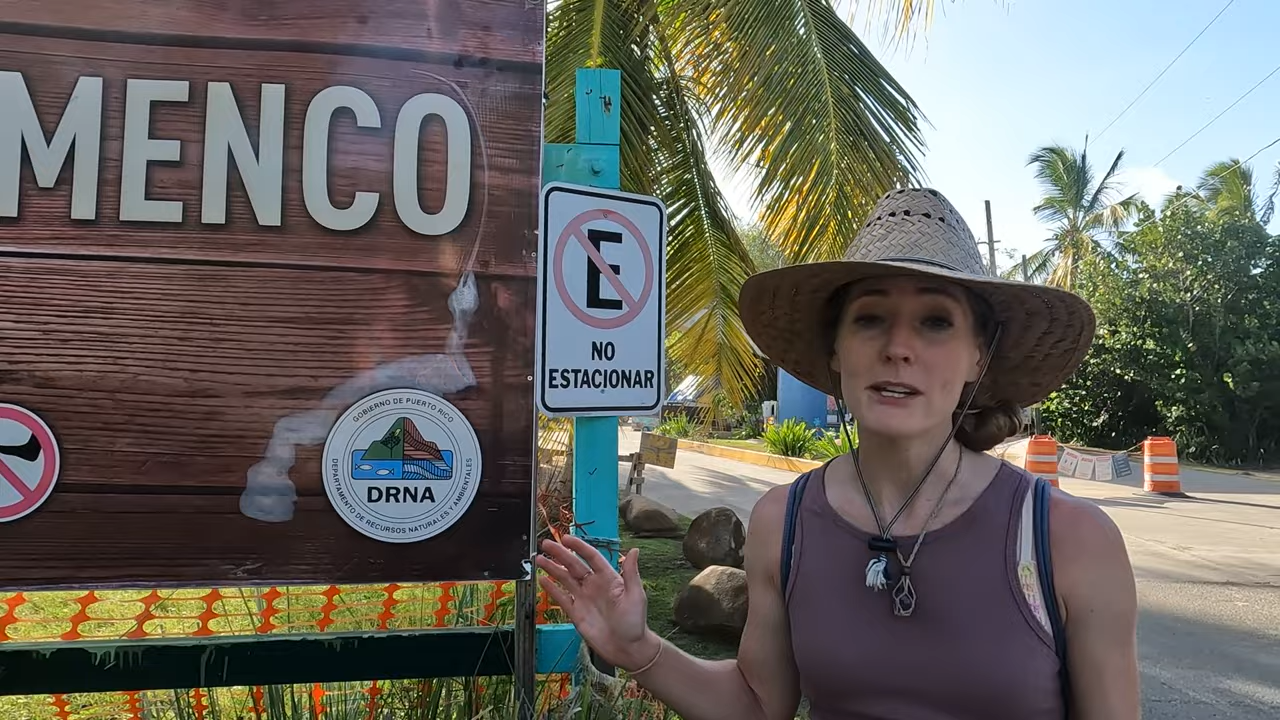 MENCO
E
NO
ESTACIONAR
GOBIERNO DE PUERTO RICO
DRNA
DEPARTAMENTO DE RECURSOS NATURALES Y AMBIENTALES